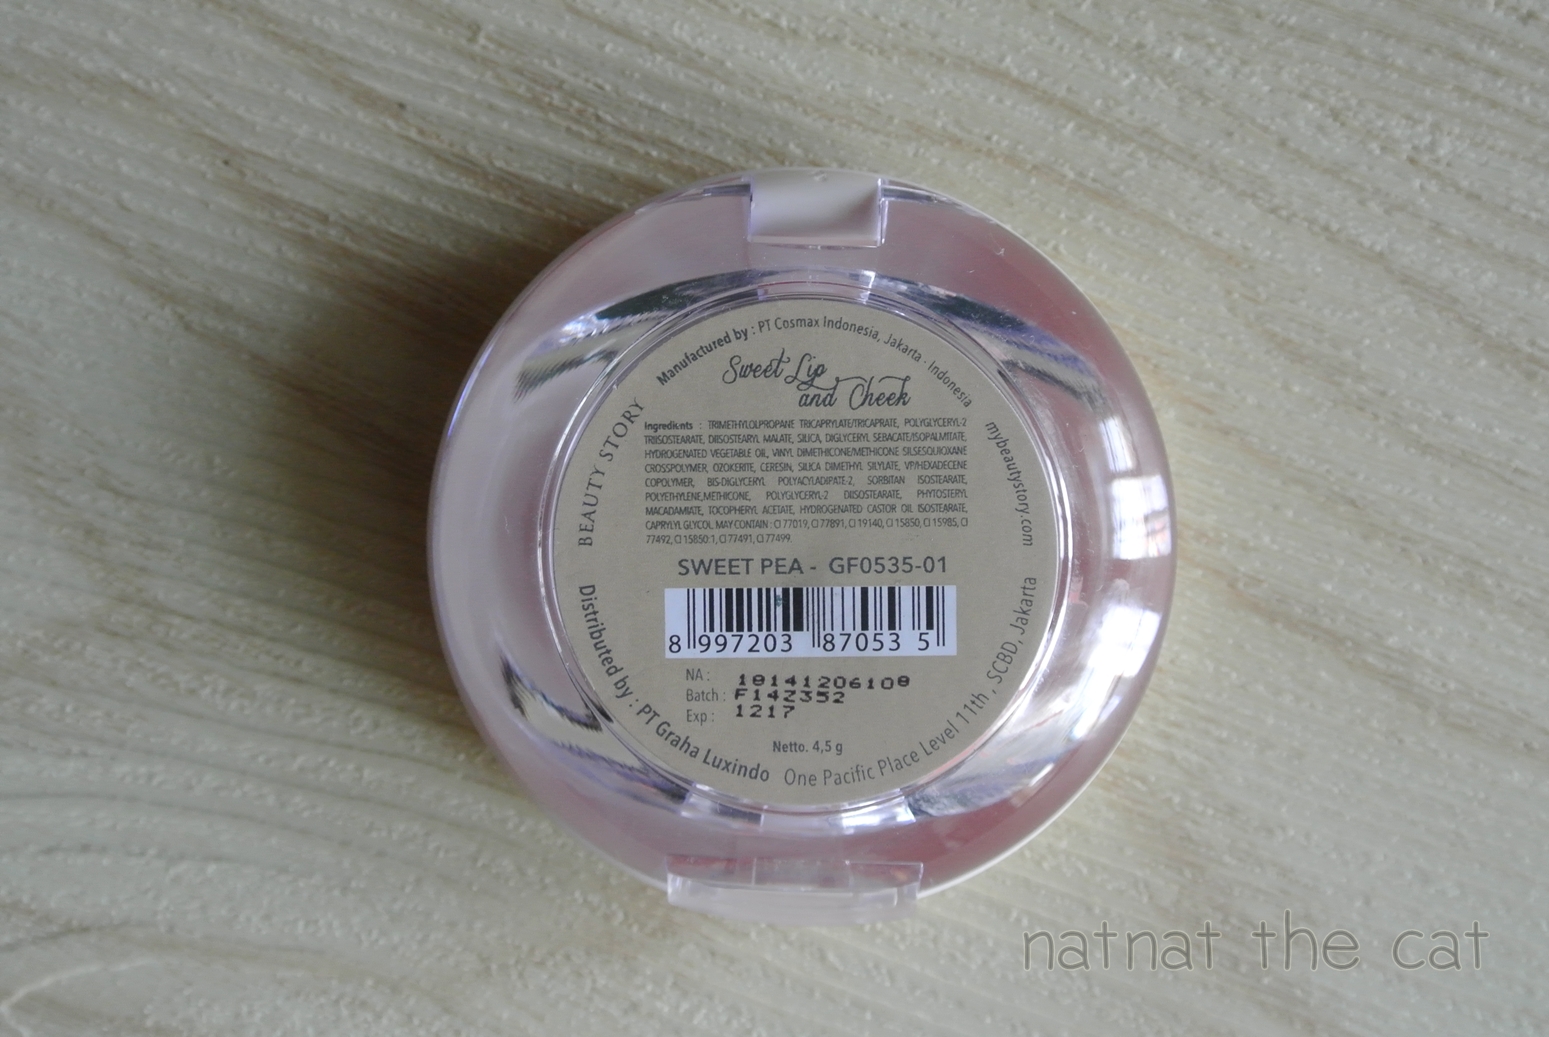 Manufactured by : PT Cosmax Indonesia, Jakarta - Indonesia
Sweet Lip
and Cheek
BEAUTY STORY
mybeautystory.com
Ingredients : TRIMETHYLOLPROPANE TRICAPRYLATE/TRICAPRATE, POLYGLYCERYL-2
TRIISOSTEARATE, DIISOSTEARYL MALATE, SILICA, DIGLYCERYL SEBACATE/ISOPALMITATE,
HYDROGENATED VEGETABLE OIL, VINYL DIMETHICONE/METHICONE SILSESQUIROXANE
CROSSPOLYMER, OZOKERITE, CERESIN, SILICA DIMETHYL SILYLATE, VP/HEXADECENE
COPOLYMER, BIS-DIGLYCERYL POLYACYLADIPATE-2, SORBITAN ISOSTEARATE,
POLYETHYLENE,METHICONE, POLYGLYCERYL-2 DIISOSTEARATE, PHYTOSTERYL
MACADAMIATE, TOCOPHERYL ACETATE, HYDROGENATED CASTOR OIL ISOSTEARATE,
CAPRYLYL GLYCOL MAY CONTAIN : CI 77019, CI 77891, CI 19140, CI 15850, CI 15985, CI
77492, CI 15850:1, CI 77491, CI 77499
SWEET PEA - GF0535-01
8 997203 87053 5
NA : 18141206108
Batch : F142352
Exp : 1217
Netto. 4,5 g
Distributed by : PT Graha Luxindo One Pacific Place Level 11th , SCBD, Jakarta
natnat the cat